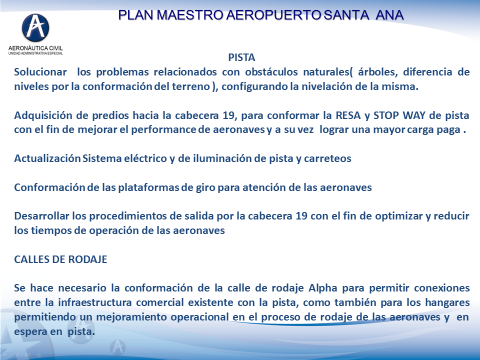 PLAN MAESTRO AEROPUERTO SANTA ANA
AERONÁUTICA CIVIL
UNIDAD ADMINISTRATIVA ESPECIAL
PISTA
Solucionar los problemas relacionados con obstáculos naturales( árboles, diferencia de
niveles por la conformación del terreno ), configurando la nivelación de la misma.
Adquisición de predios hacia la cabecera 19, para conformar la RESA y STOP WAY de pista
con el fin de mejorar el performance de aeronaves y a su vez lograr una mayor carga paga .
Actualización Sistema eléctrico y de iluminación de pista y carreteos
Conformación de las plataformas de giro para atención de las aeronaves
Desarrollar los procedimientos de salida por la cabecera 19 con el fin de optimizar y reducir
los tiempos de operación de las aeronaves
CALLES DE RODAJE
Se hace necesario la conformación de la calle de rodaje Alpha para permitir conexiones
entre la infraestructura comercial existente con la pista, como también para los hangares
permitiendo un mejoramiento operacional en el proceso de rodaje de las aeronaves y en
espera en pista.